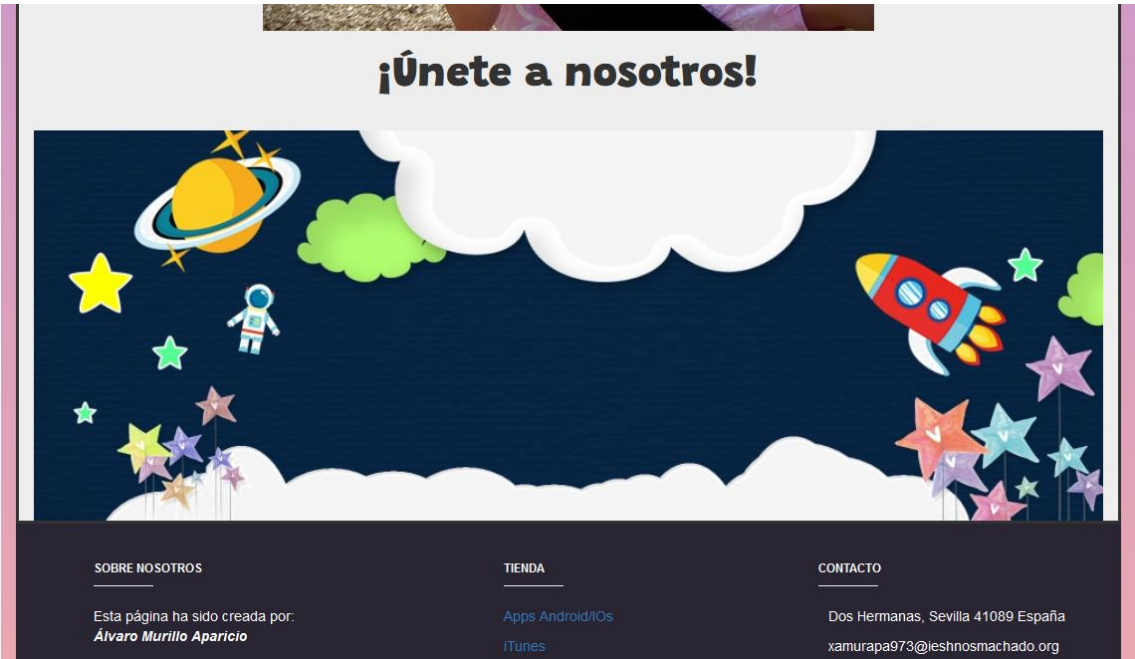 ¡Únete a nosotros!
SOBRE NOSOTROS
Esta página ha sido creada por:
Álvaro Murillo Aparicio
TIENDA
Apps Android/IOs
iTunes
CONTACTO
Dos Hermanas, Sevilla 41089 España
xamurapa973@ieshnosmachado.org